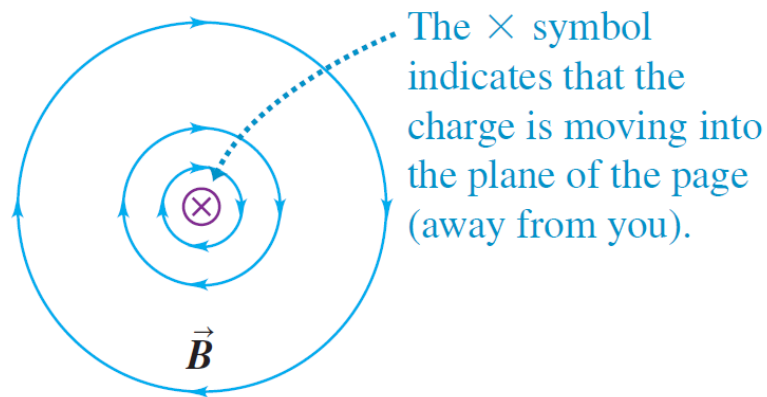 The × symbol
indicates that the
charge is moving into
the plane of the page
(away from you).
B⃗